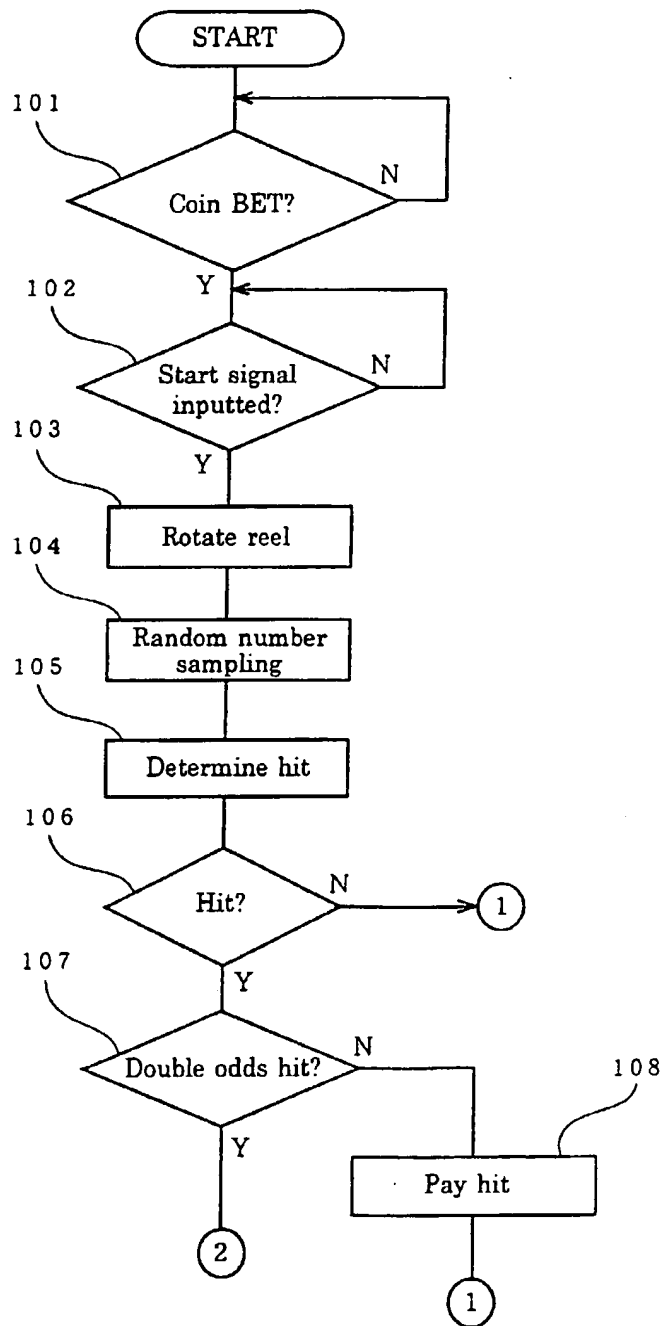 START
101
Coin BET?
N
Y
102
Start signal
inputted?
N
Y
103
Rotate reel
104
Random number
sampling
105
Determine hit
106
Hit?
N
1
Y
107
Double odds hit?
N
Y
108
Pay hit
2
1